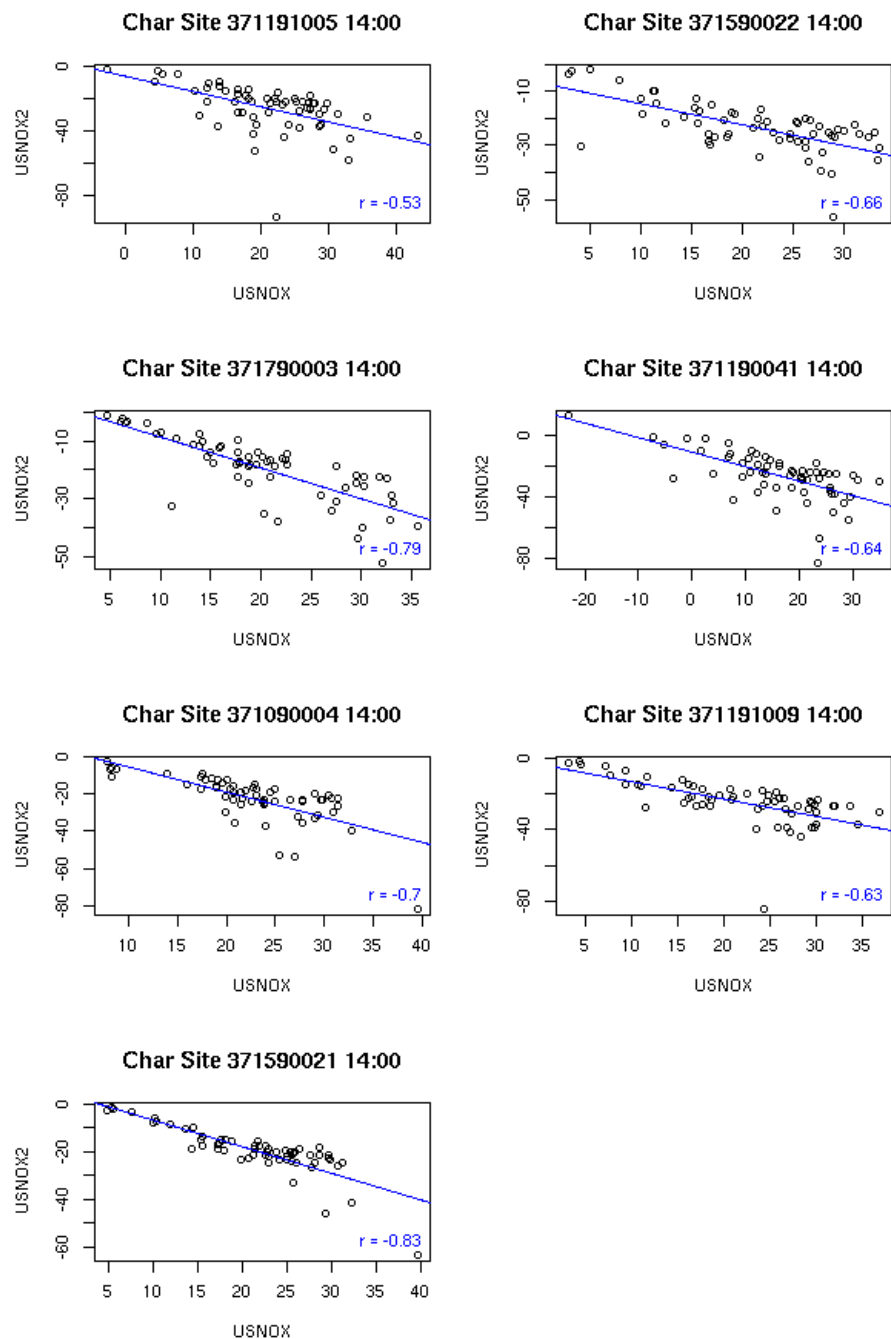 Char Site 371191005 14:00
USNOX2
0
-40
-80
r = -0.53
0 10 20 30 40
USNOX
Char Site 371590022 14:00
USNOX2
-10
-30
-50
r = -0.66
5 10 15 20 25 30
USNOX
Char Site 371790003 14:00
USNOX2
-10
-30
-50
r = -0.79
5 10 15 20 25 30 35
USNOX
Char Site 371190041 14:00
USNOX2
0
-40
-80
r = -0.64
-20 -10 0 10 20 30
USNOX
Char Site 371090004 14:00
USNOX2
0
-20
-40
-60
-80
r = -0.7
10 15 20 25 30 35 40
USNOX
Char Site 371191009 14:00
USNOX2
0
-40
-80
r = -0.63
5 10 15 20 25 30 35
USNOX
Char Site 371590021 14:00
USNOX2
0
-20
-40
-60
r = -0.83
5 10 15 20 25 30 35 40
USNOX